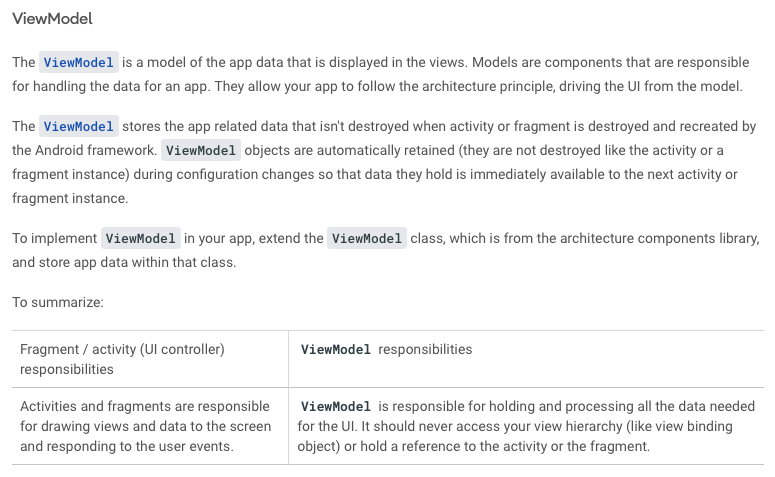 ViewModel
The ViewModel is a model of the app data that is displayed in the views. Models are components that are responsible
for handling the data for an app. They allow your app to follow the architecture principle, driving the UI from the model.
The ViewModel stores the app related data that isn't destroyed when activity or fragment is destroyed and recreated by
the Android framework. ViewModel objects are automatically retained (they are not destroyed like the activity or a
fragment instance) during configuration changes so that data they hold is immediately available to the next activity or
fragment instance.
To implement ViewModel in your app, extend the ViewModel class, which is from the architecture components library,
and store app data within that class.
To summarize:
Fragment / activity (UI controller)
responsibilities
ViewModel responsibilities
Activities and fragments are responsible
for drawing views and data to the screen
and responding to the user events.
ViewModel is responsible for holding and processing all the data needed
for the UI. It should never access your view hierarchy (like view binding
object) or hold a reference to the activity or the fragment.